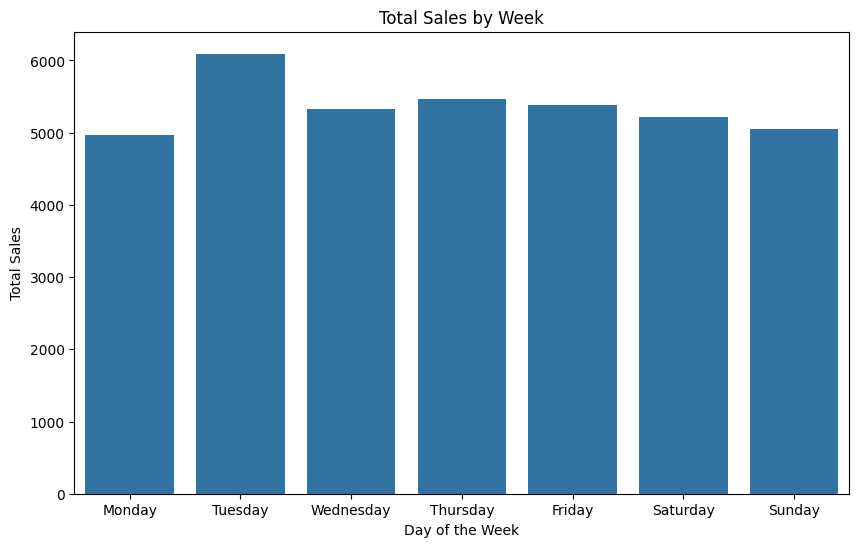 Total Sales by Week
Total Sales
6000
5000
4000
3000
2000
1000
0
Monday Tuesday Wednesday Thursday Friday Saturday Sunday
Day of the Week